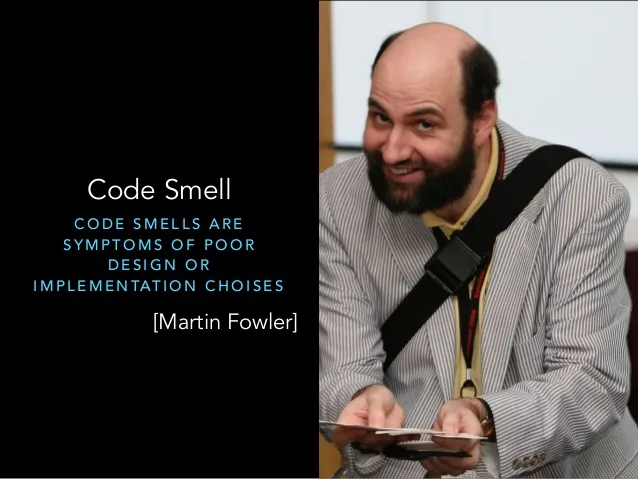 Code Smell
CODE SMELLS ARE
SYMPTOMS OF POOR
DESIGN OR
IMPLEMENTATION CHOISES
[Martin Fowler]